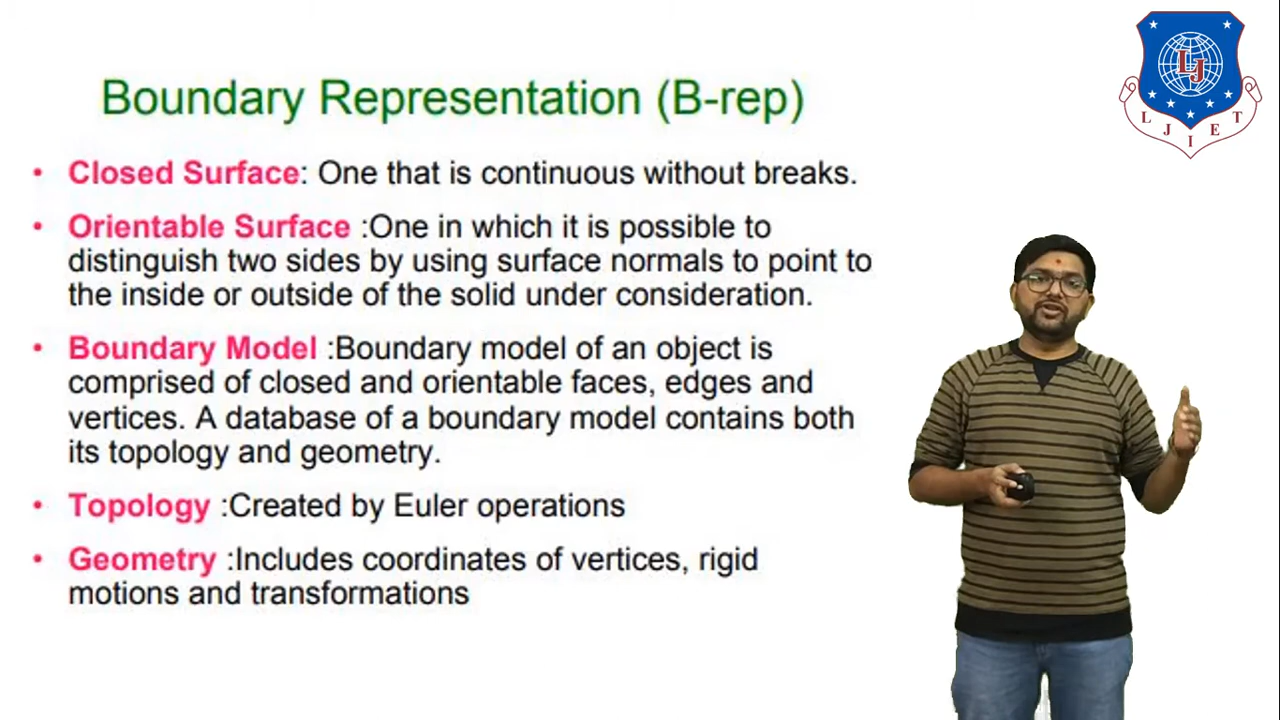 Boundary Representation (B-rep)
• Closed Surface: One that is continuous without breaks.
• Orientable Surface :One in which it is possible to
distinguish two sides by using surface normals to point to
the inside or outside of the solid under consideration.
• Boundary Model :Boundary model of an object is
comprised of closed and orientable faces, edges and
vertices. A database of a boundary model contains both
its topology and geometry.
• Topology :Created by Euler operations
• Geometry :Includes coordinates of vertices, rigid
motions and transformations
LJ
LJIET